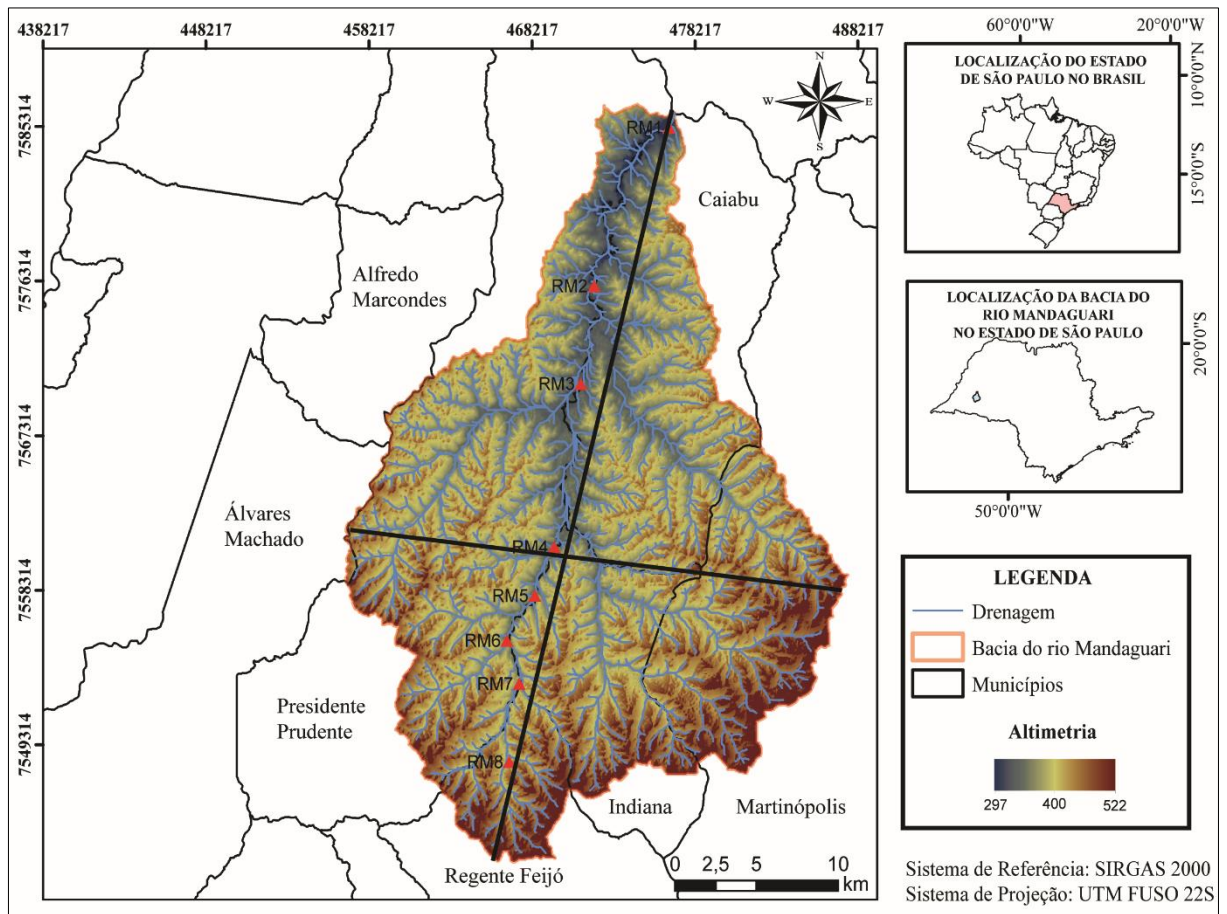 438217 448217 458217 468217 478217 488217
7585314
7576314
7567314
7558314
7549314
N
W E
S
RM1
Caiabu
RM2
Alfredo
Marcondes
RM3
Álvares
Machado
RM4
RM5
RM6
RM7
Presidente
Prudente
RM8
Indiana
Martinópolis
Regente Feijó
0 2,5 5 10
km
60°0'0"W 20°0'0"W
LOCALIZAÇÃO DO ESTADO
DE SÃO PAULO NO BRASIL
10°0'0"N
15°0'0"S
LOCALIZAÇÃO DA BACIA DO
RIO MANDAGUARI
NO ESTADO DE SÃO PAULO
20°0'0"S
50°0'0"W
LEGENDA
Drenagem
Bacia do rio Mandaguari
Municípios
Altimetria
297 400 522
Sistema de Referência: SIRGAS 2000
Sistema de Projeção: UTM FUSO 22S